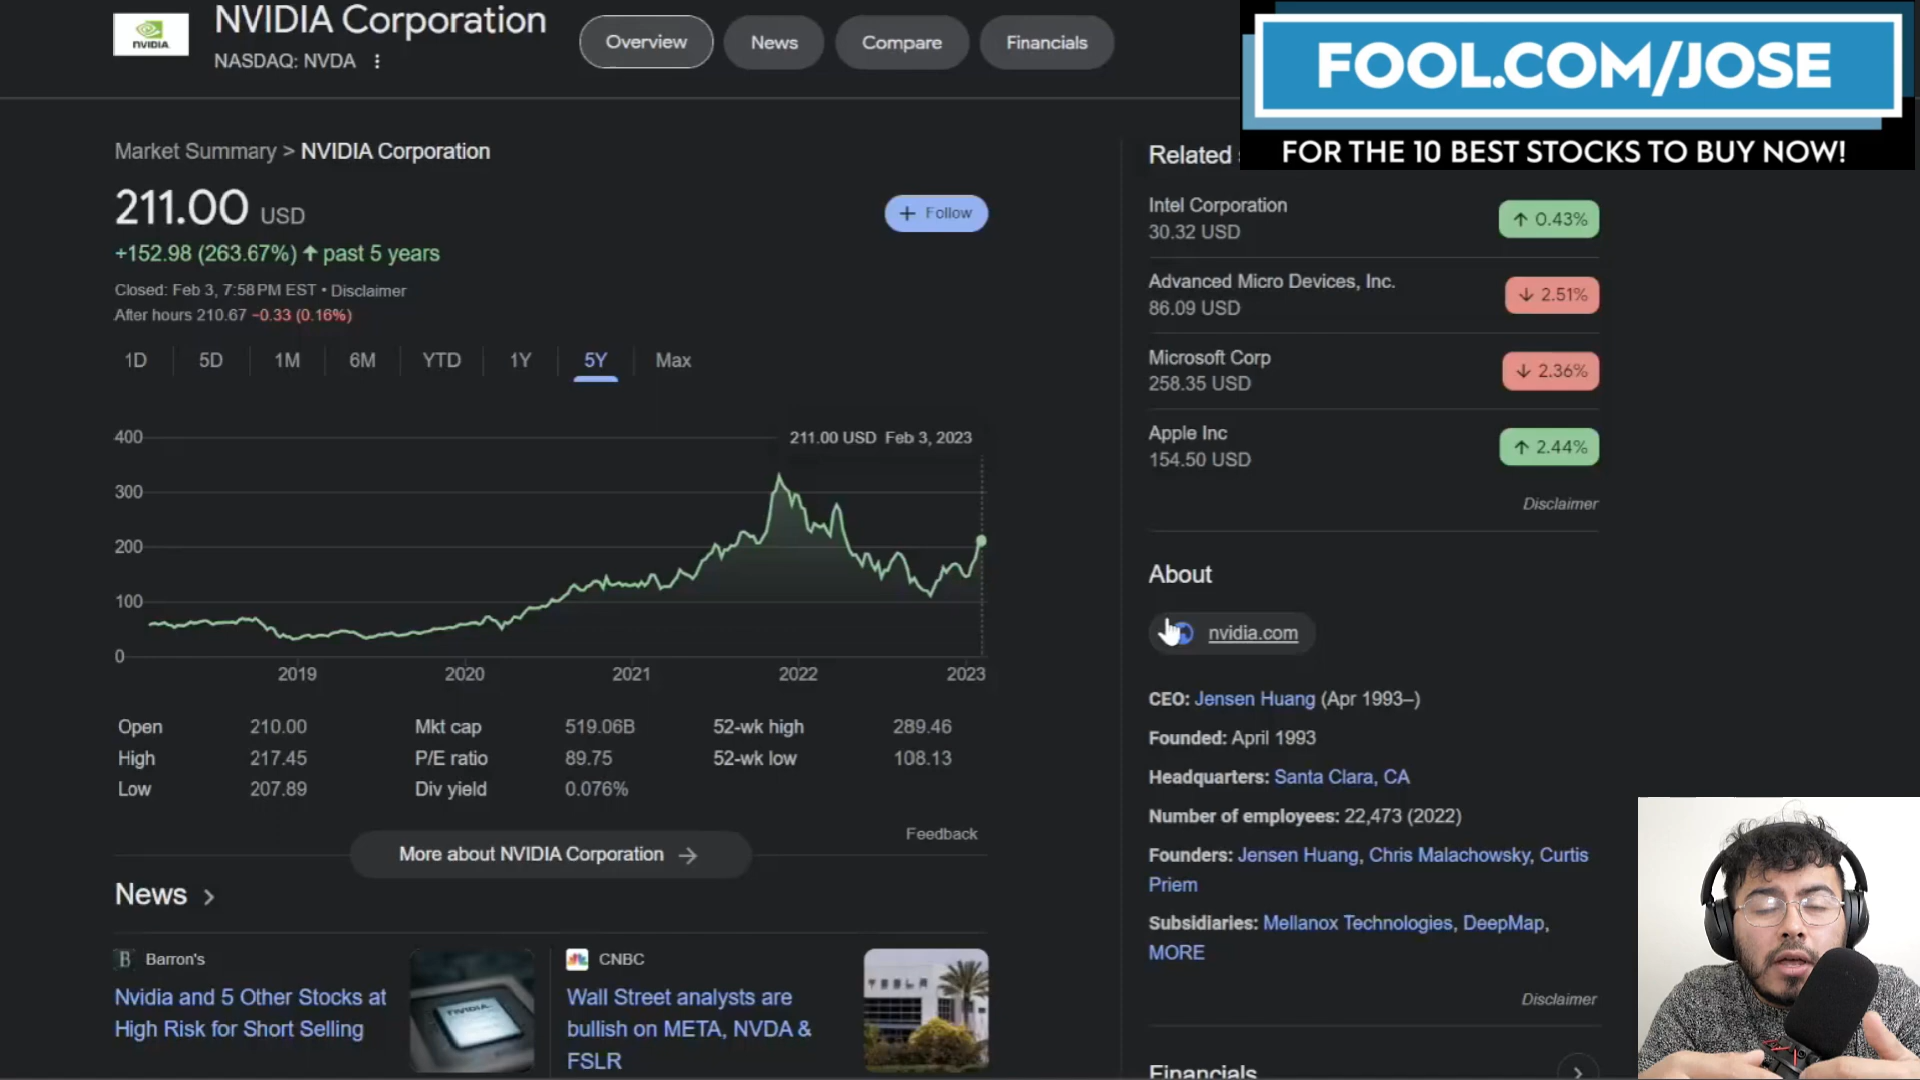 NVIDIA
NVIDIA Corporation
NASDAQ: NVDA
Overview
News
Compare
Financials
FOOL.COM/JOSE
FOR THE 10 BEST STOCKS TO BUY NOW!
Market Summary > NVIDIA Corporation
211.00 USD
+ Follow
+152.98 (263.67%) ↑ past 5 years
Closed: Feb 3, 7:58 PM EST • Disclaimer
After hours 210.67 −0.33 (0.16%)
1D 5D 1M 6M YTD 1Y 5Y Max
211.00 USD Feb 3, 2023
400
300
200
100
0
2019 2020 2021 2022 2023
Open 210.00 Mkt cap 519.06B 52-wk high 289.46
High 217.45 P/E ratio 89.75 52-wk low 108.13
Low 207.89 Div yield 0.076%
Feedback
More about NVIDIA Corporation →
News >
B Barron's
Nvidia and 5 Other Stocks at
High Risk for Short Selling
NVIDIA
CNBC
Wall Street analysts are
bullish on META, NVDA &
FSLR
TESLA
Related
Intel Corporation
30.32 USD
↑ 0.43%
Advanced Micro Devices, Inc.
86.09 USD
↓ 2.51%
Microsoft Corp
258.35 USD
↓ 2.36%
Apple Inc
154.50 USD
↑ 2.44%
Disclaimer
About
nvidia.com
CEO: Jensen Huang (Apr 1993–)
Founded: April 1993
Headquarters: Santa Clara, CA
Number of employees: 22,473 (2022)
Founders: Jensen Huang, Chris Malachowsky, Curtis
Priem
Subsidiaries: Mellanox Technologies, DeepMap,
MORE
Disclaimer
Financials